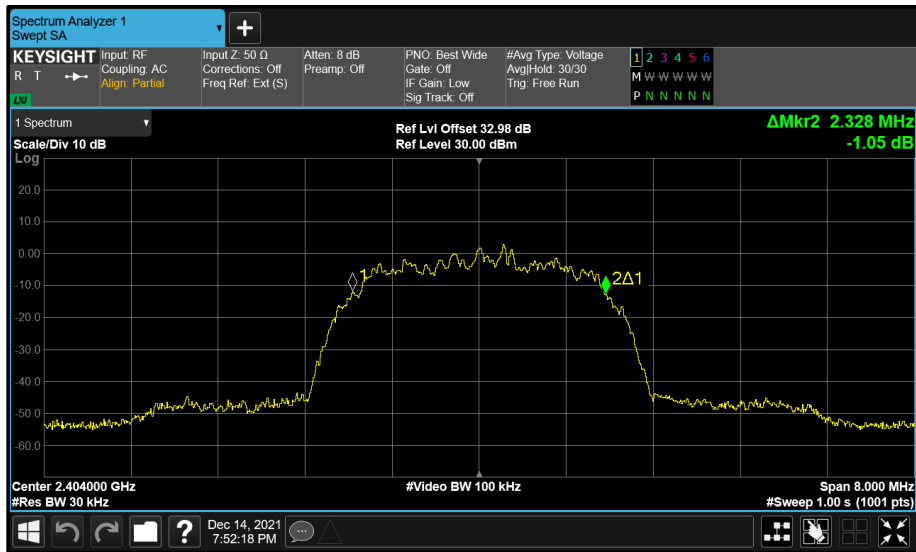 Spectrum Analyzer 1
Swept SA
+
KEYSIGHT
R T
LXI
Input: RF
Coupling: AC
Align: Partial
Input Z: 50 Ω
Corrections: Off
Freq Ref: Ext (S)
Atten: 8 dB
Preamp: Off
PNO: Best Wide
Gate: Off
IF Gain: Low
Sig Track: Off
#Avg Type: Voltage
Avg|Hold: 30/30
Trig: Free Run
1 2 3 4 5 6
M W W W W W
P N N N N N
1 Spectrum
Scale/Div 10 dB
Ref Lvl Offset 32.98 dB
Ref Level 30.00 dBm
ΔMkr2 2.328 MHz
-1.05 dB
Log
20.0
10.0
0.00
-10.0
-20.0
-30.0
-40.0
-50.0
-60.0
1
2Δ1
Center 2.404000 GHz
#Res BW 30 kHz
#Video BW 100 kHz
Span 8.000 MHz
#Sweep 1.00 s (1001 pts)
?
Dec 14, 2021
7:52:18 PM